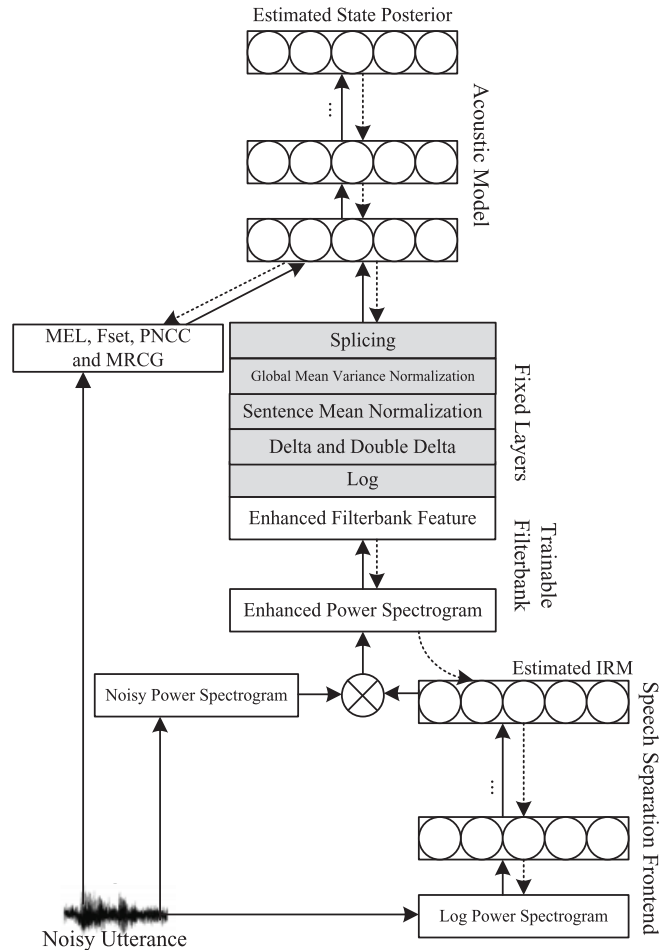 Estimated State Posterior
...
Acoustic Model
MEL, Fset, PNCC
and MRCG
Splicing
Global Mean Variance Normalization
Sentence Mean Normalization
Delta and Double Delta
Log
Fixed Layers
Enhanced Filterbank Feature
Trainable
Filterbank
Enhanced Power Spectrogram
Estimated IRM
Noisy Power Spectrogram
Speech Separation Frontend
...
Noisy Utterance
Log Power Spectrogram